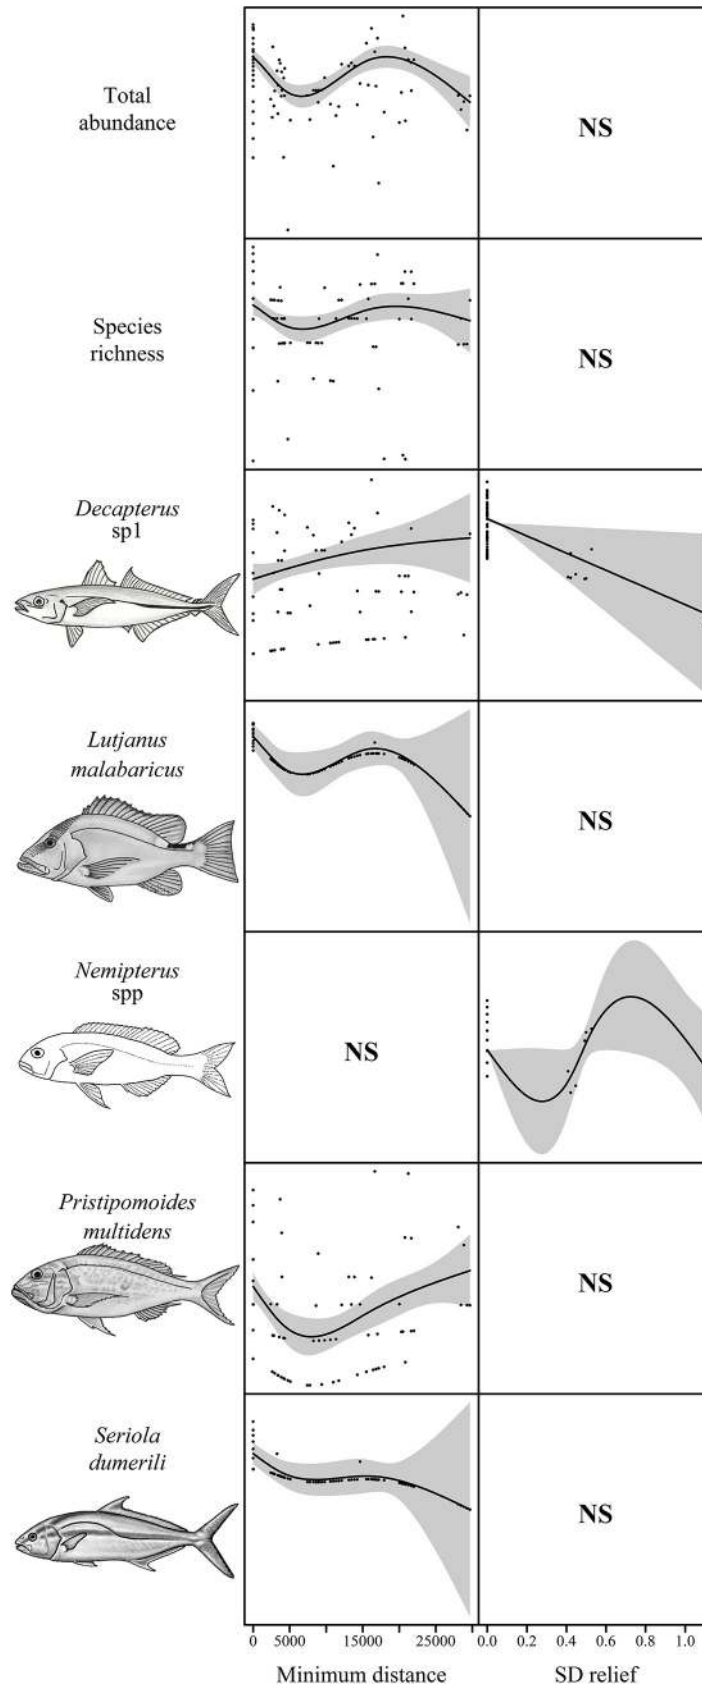 Total
abundance
NS
Species
richness
NS
Decapterus
sp1
Lutjanus
malabaricus
NS
Nemipterus
spp
NS
Pristipomoides
multidens
NS
Seriola
dumerili
NS
0 5000 15000 25000 0.0 0.2 0.4 0.6 0.8 1.0
Minimum distance SD relief